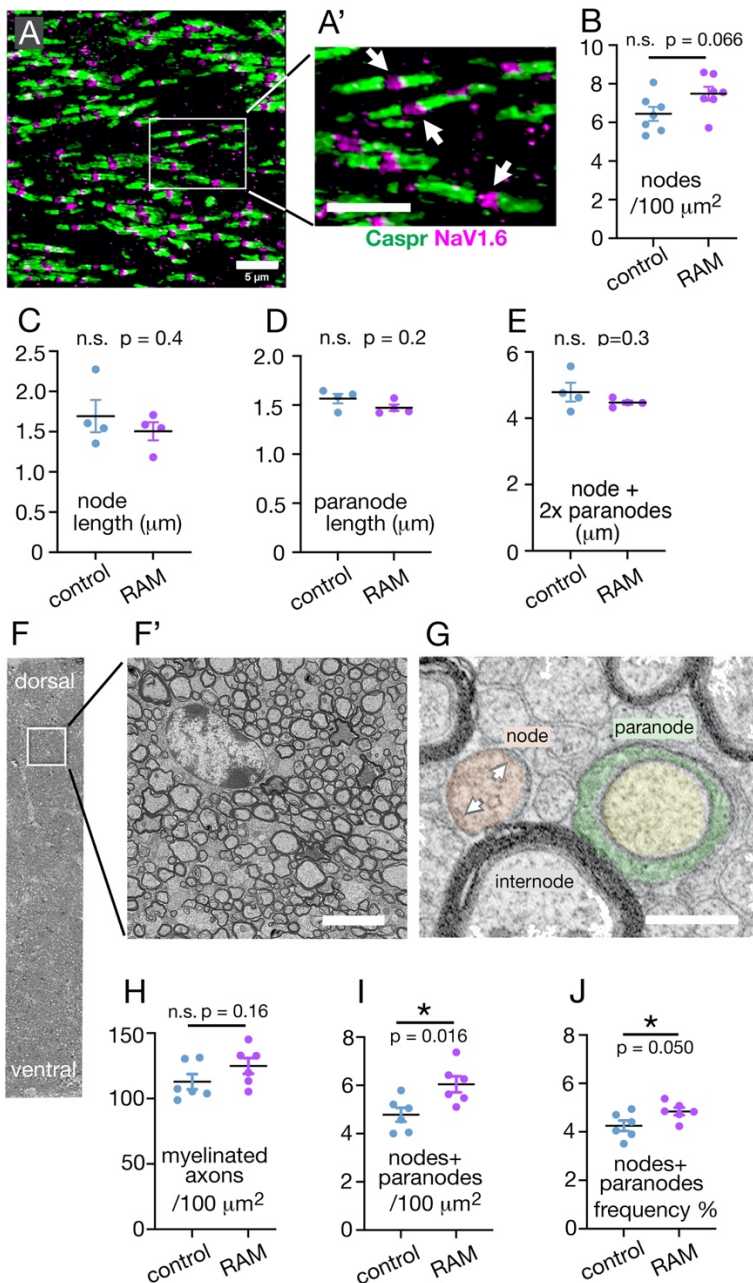 A
5 μm
A'
Caspr NaV1.6
B
n.s. p = 0.066
10
8
6
4
2
0
nodes
/100 μm²
control
RAM
C
n.s. p = 0.4
2.5
2.0
1.5
1.0
0.5
0
node
length (μm)
control
RAM
D
n.s. p = 0.2
2.0
1.5
1.0
0.5
0
paranode
length (μm)
control
RAM
E
n.s. p=0.3
6
4
2
0
node +
2x paranodes
(μm)
control
RAM
F
dorsal
ventral
F'
G
node
paranode
internode
H
n.s. p = 0.16
150
100
50
0
myelinated
axons
/100 μm²
control
RAM
I
*
p = 0.016
8
6
4
2
0
nodes+
paranodes
/100 μm²
control
RAM
J
*
p = 0.050
8
6
4
2
0
nodes+
paranodes
frequency %
control
RAM